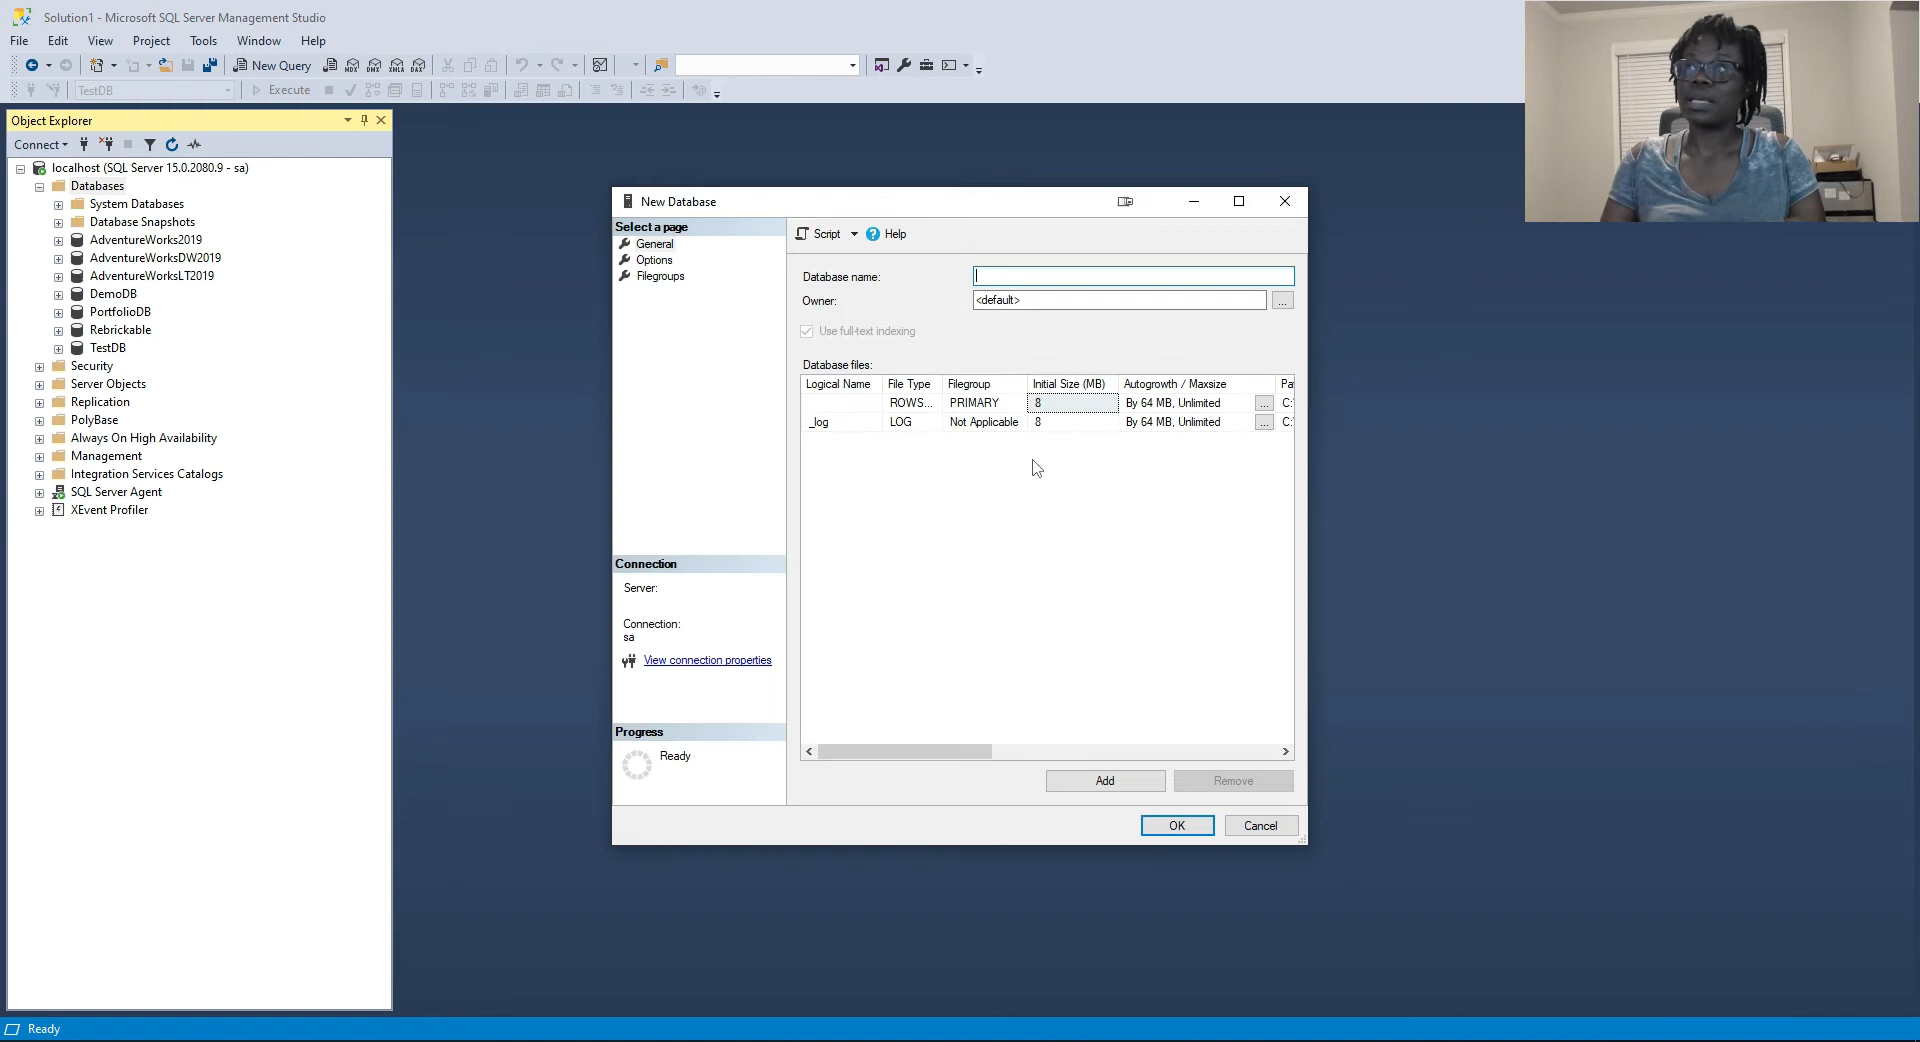 Solution1 - Microsoft SQL Server Management Studio
File Edit View Project Tools Window Help
New Query MDX DMX XMLA DAX
TestDB Execute
Object Explorer
Connect
localhost (SQL Server 15.0.2080.9 - sa)
Databases
System Databases
Database Snapshots
AdventureWorks2019
AdventureWorksDW2019
AdventureWorksLT2019
DemoDB
PortfolioDB
Rebrickable
TestDB
Security
Server Objects
Replication
PolyBase
Always On High Availability
Management
Integration Services Catalogs
SQL Server Agent
XEvent Profiler
New Database
Select a page
General
Options
Filegroups
Connection
Server:
Connection:
sa
View connection properties
Progress
Ready
Script Help
Database name:
Owner: <default> ...
Use full-text indexing
Database files:
Logical Name File Type Filegroup Initial Size (MB) Autogrowth / Maxsize Pa
ROWS... PRIMARY 8 By 64 MB, Unlimited ... C:\
_log LOG Not Applicable 8 By 64 MB, Unlimited ... C:\
Add Remove
OK Cancel
Ready